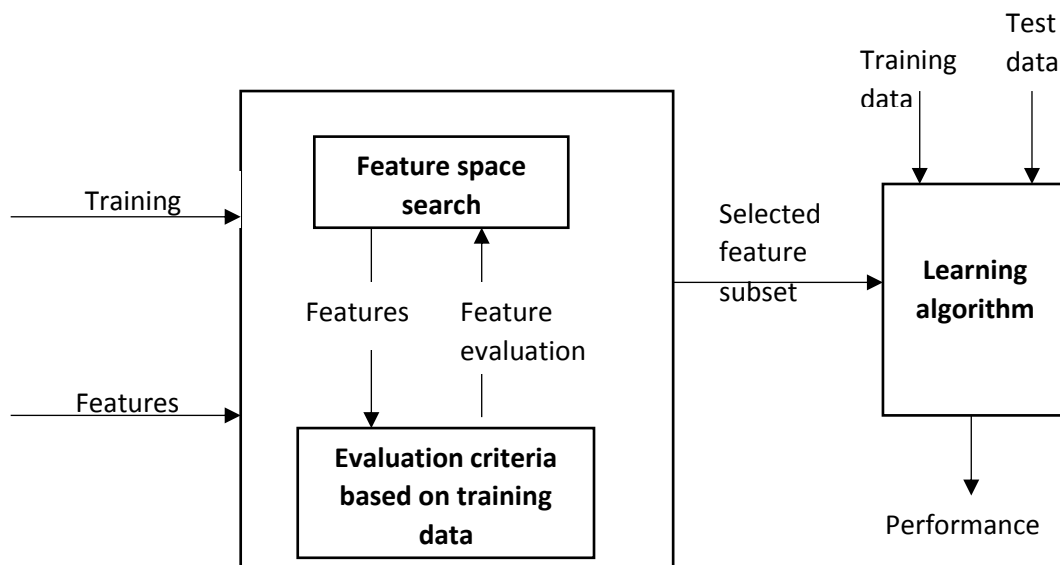 Test
data
Training
data
Feature space
search
Training
Selected
feature
subset
Learning
algorithm
Features
Feature
evaluation
Features
Evaluation criteria
based on training
data
Performance